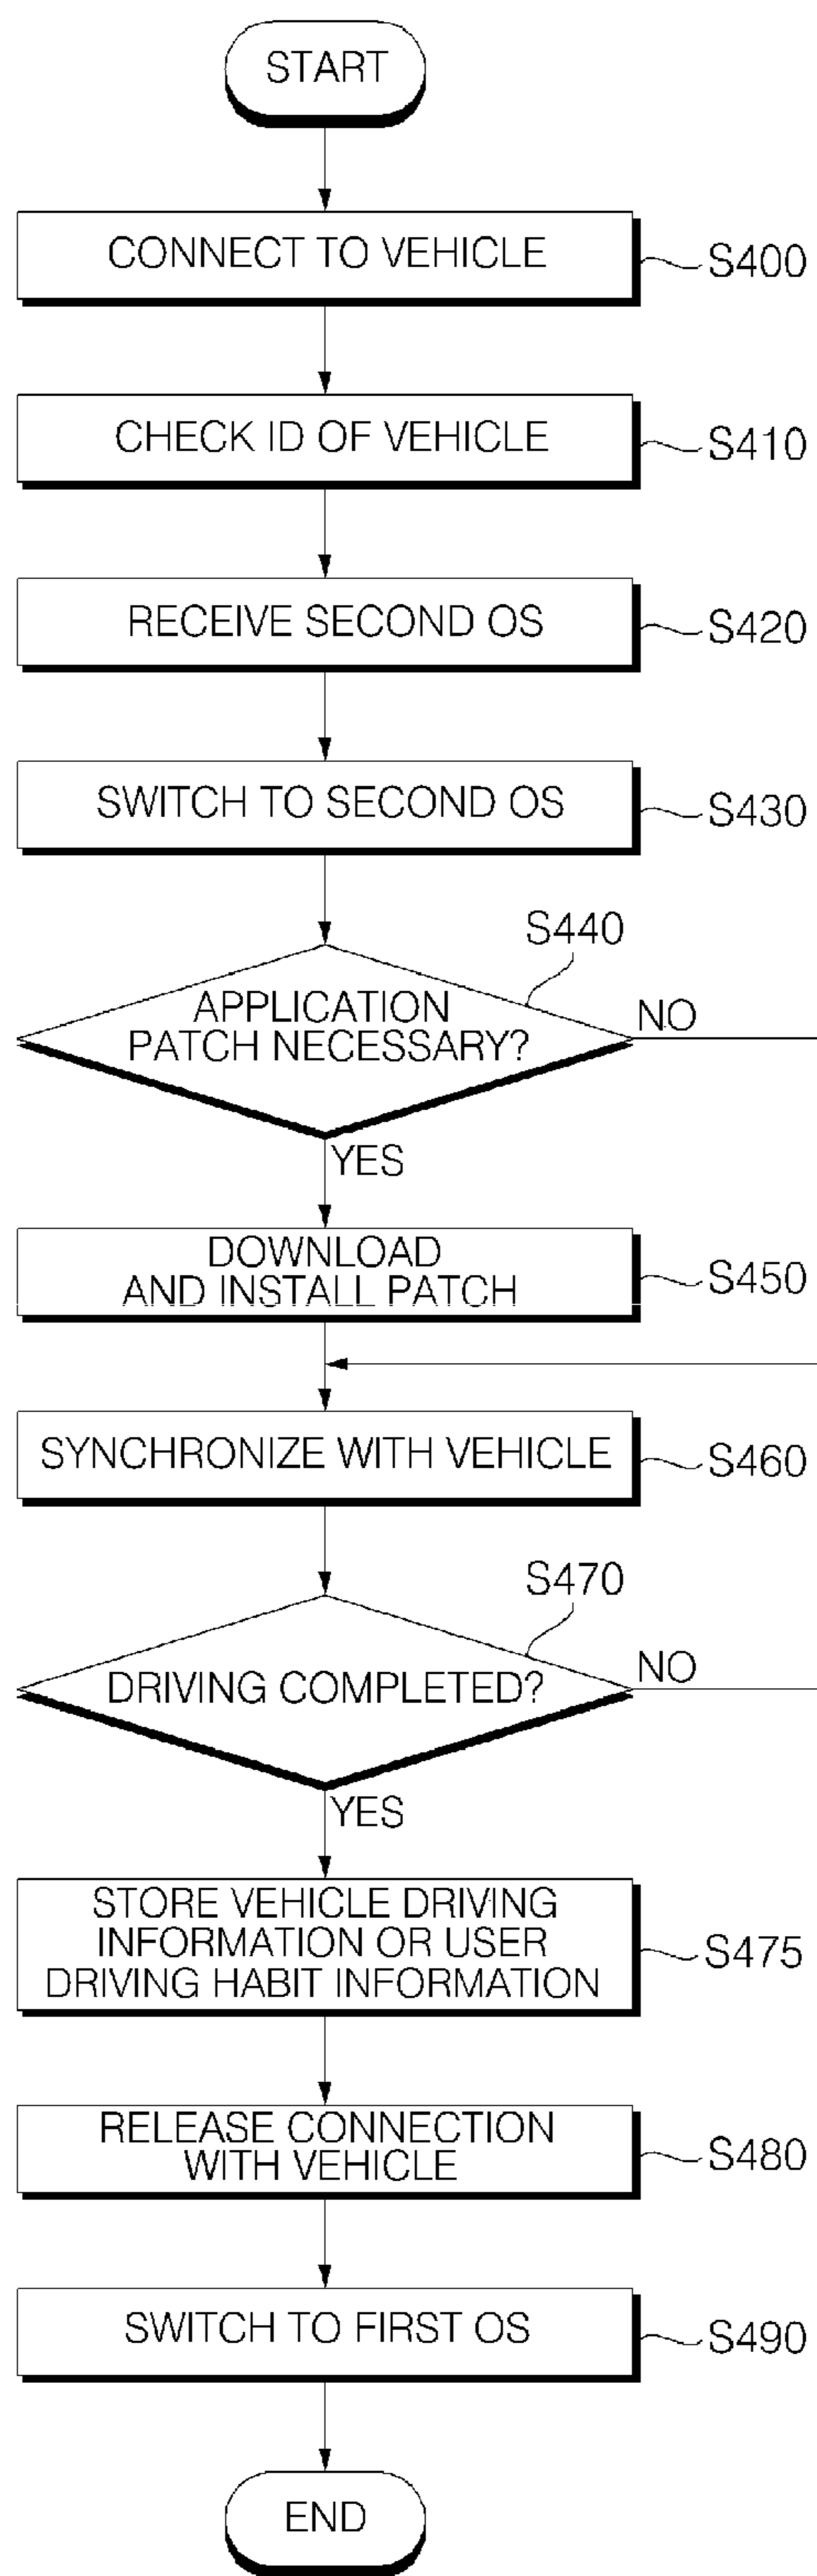 START
CONNECT TO VEHICLE
S400
CHECK ID OF VEHICLE
S410
RECEIVE SECOND OS
S420
SWITCH TO SECOND OS
S430
S440
APPLICATION
PATCH NECESSARY?
NO
YES
DOWNLOAD
AND INSTALL PATCH
S450
SYNCHRONIZE WITH VEHICLE
S460
S470
DRIVING COMPLETED?
NO
YES
STORE VEHICLE DRIVING
INFORMATION OR USER
DRIVING HABIT INFORMATION
S475
RELEASE CONNECTION
WITH VEHICLE
S480
SWITCH TO FIRST OS
S490
END